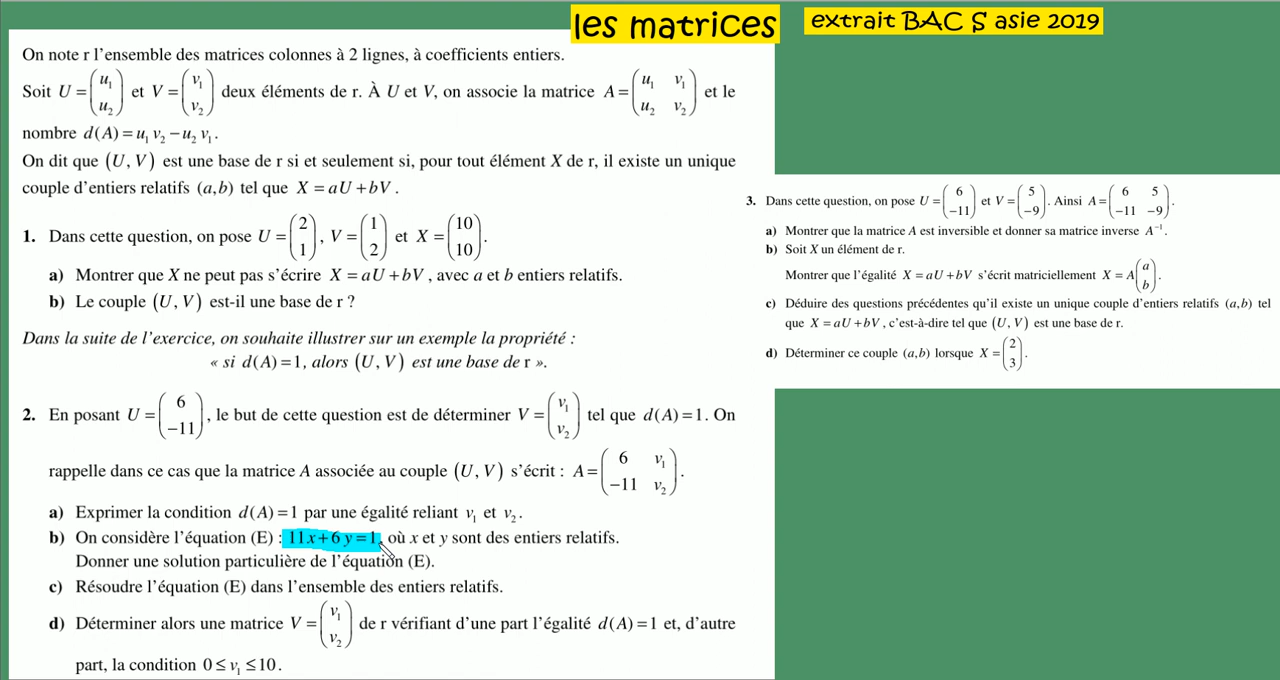 les matrices
extrait BAC S asie 2019
On note r l'ensemble des matrices colonnes à 2 lignes, à coefficients entiers.
Soit U = (u₁ u₂) et V = (v₁ v₂) deux éléments de r. À U et V, on associe la matrice A = (u₁ v₁ u₂ v₂) et le
nombre d(A) = u₁ v₂ − u₂ v₁.
On dit que (U, V) est une base de r si et seulement si, pour tout élément X de r, il existe un unique
couple d'entiers relatifs (a,b) tel que X = aU + bV.
1. Dans cette question, on pose U = (2 1), V = (1 2) et X = (10 10).
a) Montrer que X ne peut pas s'écrire X = aU + bV, avec a et b entiers relatifs.
b) Le couple (U, V) est-il une base de r ?
Dans la suite de l'exercice, on souhaite illustrer sur un exemple la propriété :
« si d(A) = 1, alors (U, V) est une base de r ».
2. En posant U = (6 −11), le but de cette question est de déterminer V = (v₁ v₂) tel que d(A) = 1. On
rappelle dans ce cas que la matrice A associée au couple (U, V) s'écrit : A = (6 v₁ −11 v₂).
a) Exprimer la condition d(A) = 1 par une égalité reliant v₁ et v₂.
b) On considère l'équation (E) : 11x + 6y = 1, où x et y sont des entiers relatifs.
Donner une solution particulière de l'équation (E).
c) Résoudre l'équation (E) dans l'ensemble des entiers relatifs.
d) Déterminer alors une matrice V = (v₁ v₂) de r vérifiant d'une part l'égalité d(A) = 1 et, d'autre
part, la condition 0 ≤ v₁ ≤ 10.
3. Dans cette question, on pose U = (6 −11) et V = (5 −9). Ainsi A = (6 5 −11 −9).
a) Montrer que la matrice A est inversible et donner sa matrice inverse A⁻¹.
b) Soit X un élément de r.
Montrer que l'égalité X = aU + bV s'écrit matriciellement X = A(a b).
c) Déduire des questions précédentes qu'il existe un unique couple d'entiers relatifs (a,b) tel
que X = aU + bV, c'est-à-dire tel que (U, V) est une base de r.
d) Déterminer ce couple (a,b) lorsque X = (2 3).